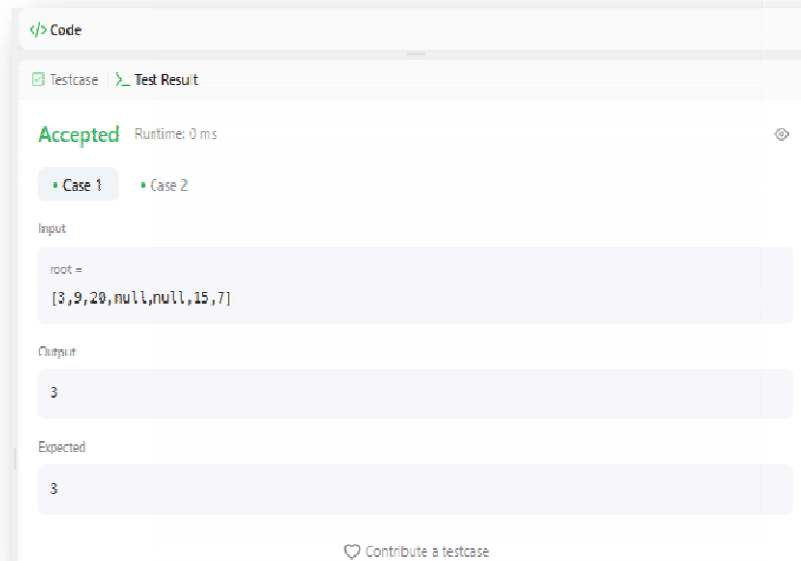 </> Code
Testcase
>_ Test Result
Accepted Runtime: 0 ms
• Case 1 • Case 2
Input
root =
[3,9,20,null,null,15,7]
Output
3
Expected
3
Contribute a testcase